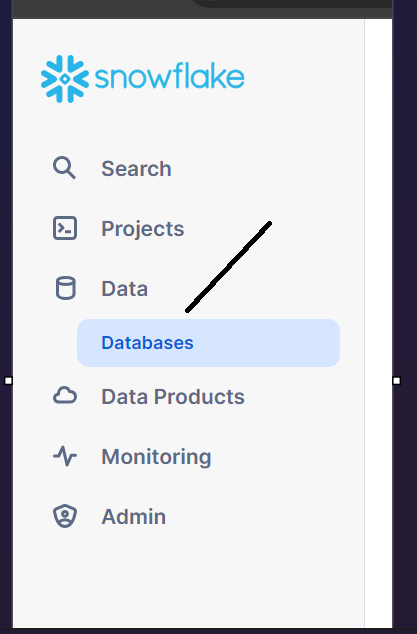 snowflake
Search
Projects
Data
Databases
Data Products
Monitoring
Admin